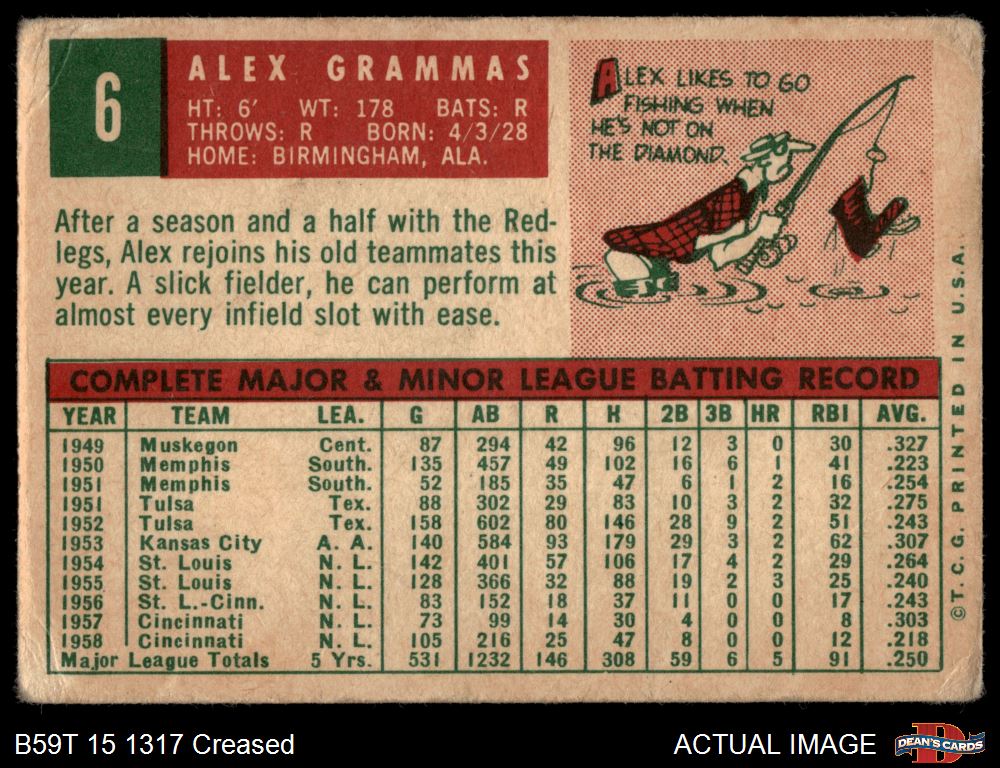 6
ALEX GRAMMAS
HT: 6' WT: 178 BATS: R
THROWS: R BORN: 4/3/28
HOME: BIRMINGHAM, ALA.
ALEX LIKES TO GO
FISHING WHEN
HE'S NOT ON
THE DIAMOND.
After a season and a half with the Red-
legs, Alex rejoins his old teammates this
year. A slick fielder, he can perform at
almost every infield slot with ease.
COMPLETE MAJOR & MINOR LEAGUE BATTING RECORD
YEAR TEAM LEA. G AB R H 2B 3B HR RBI AVG.
1949 Muskegon Cent. 87 294 42 96 12 3 0 30 .327
1950 Memphis South. 135 457 49 102 16 6 1 41 .223
1951 Memphis South. 52 185 35 47 6 1 2 16 .254
1951 Tulsa Tex. 88 302 29 83 10 3 2 32 .275
1952 Tulsa Tex. 158 602 80 146 28 9 2 51 .243
1953 Kansas City A. A. 140 584 93 179 29 3 2 62 .307
1954 St. Louis N. L. 142 401 57 106 17 4 2 29 .264
1955 St. Louis N. L. 128 366 32 88 19 2 3 25 .240
1956 St. L.-Cinn. N. L. 83 152 18 37 11 0 0 17 .243
1957 Cincinnati N. L. 73 99 14 30 4 0 0 8 .303
1958 Cincinnati N. L. 105 216 25 47 8 0 0 12 .218
Major League Totals 5 Yrs. 531 1232 146 308 59 6 5 91 .250
©T. C. G. PRINTED IN U.S.A.
B59T 15 1317 Creased
ACTUAL IMAGE
D
DEAN'S CARDS